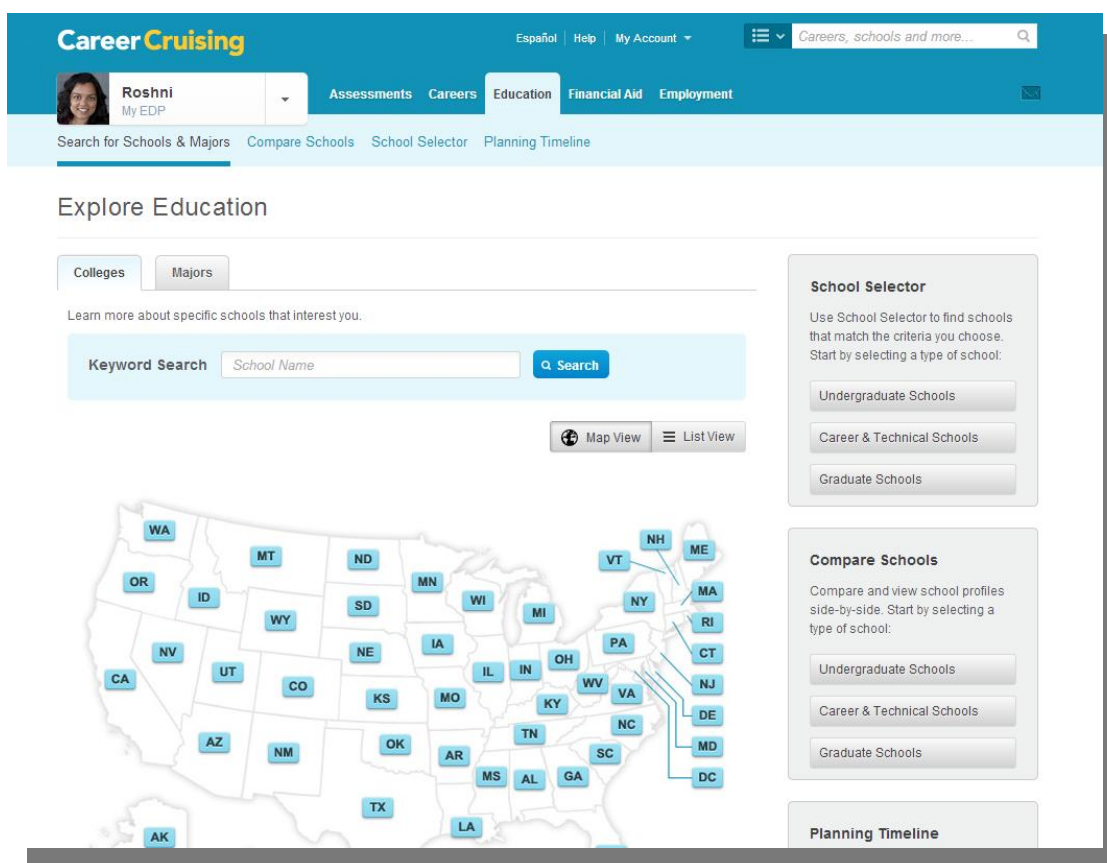 Career Cruising
Español | Help | My Account
Careers, schools and more...
Roshni
My EDP
Assessments Careers Education Financial Aid Employment
Search for Schools & Majors Compare Schools School Selector Planning Timeline
Explore Education
Colleges Majors
Learn more about specific schools that interest you.
Keyword Search School Name Search
Map View List View
WA
MT
ND
MN
OR
ID
WY
SD
WI
MI
NY
VT
NH
ME
MA
RI
CT
NJ
DE
MD
DC
NV
CA
UT
CO
NE
IA
IL
IN
OH
PA
WV
VA
KS
MO
KY
NC
AZ
NM
OK
AR
TN
SC
MS
AL
GA
TX
LA
AK
School Selector
Use School Selector to find schools
that match the criteria you choose.
Start by selecting a type of school:
Undergraduate Schools
Career & Technical Schools
Graduate Schools
Compare Schools
Compare and view school profiles
side-by-side. Start by selecting a
type of school:
Undergraduate Schools
Career & Technical Schools
Graduate Schools
Planning Timeline